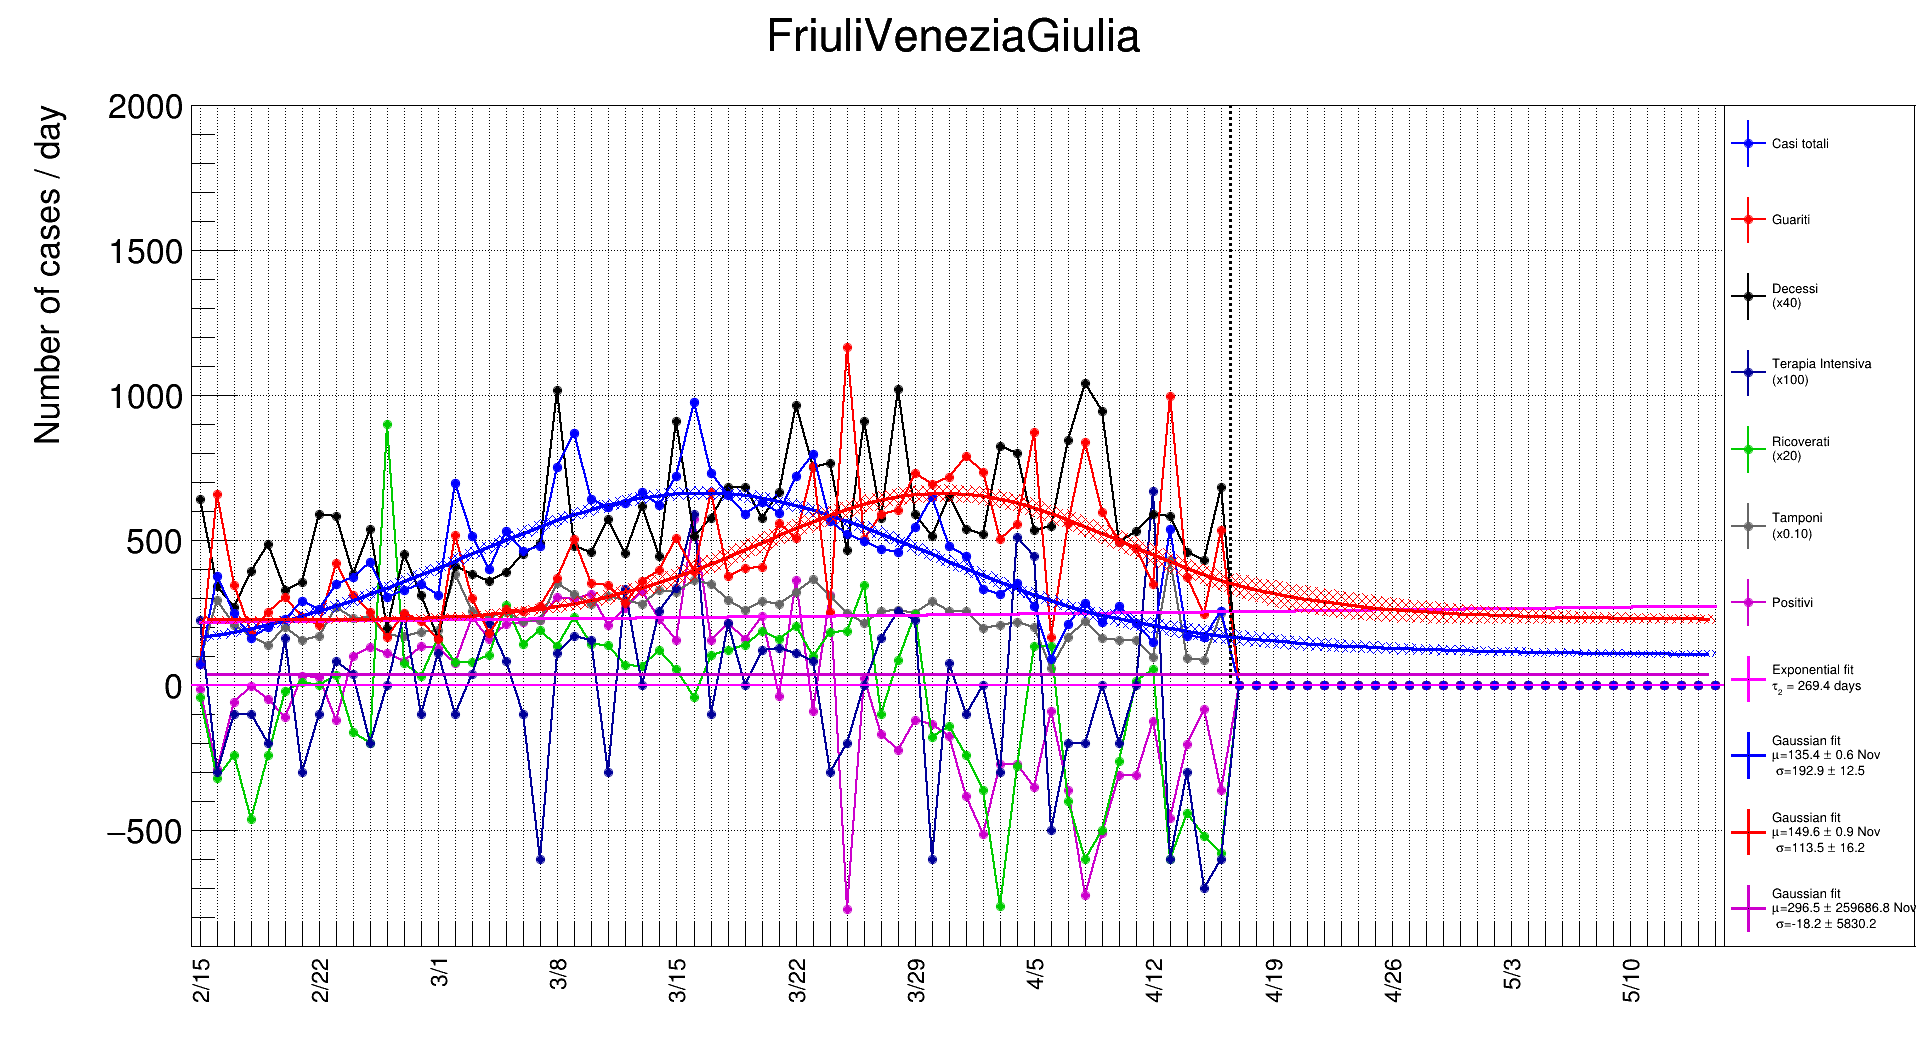 FriuliVeneziaGiulia
Number of cases / day
2000
1500
1000
500
0
−500
2/15
2/22
3/1
3/8
3/15
3/22
3/29
4/5
4/12
4/19
4/26
5/3
5/10
Casi totali
Guariti
Decessi
(x40)
Terapia Intensiva
(x100)
Ricoverati
(x20)
Tamponi
(x0.10)
Positivi
Exponential fit
τ2 = 269.4 days
Gaussian fit
μ=135.4 ± 0.6 Nov
σ=192.9 ± 12.5
Gaussian fit
μ=149.6 ± 0.9 Nov
σ=113.5 ± 16.2
Gaussian fit
μ=296.5 ± 259686.8 Nov
σ=-18.2 ± 5830.2